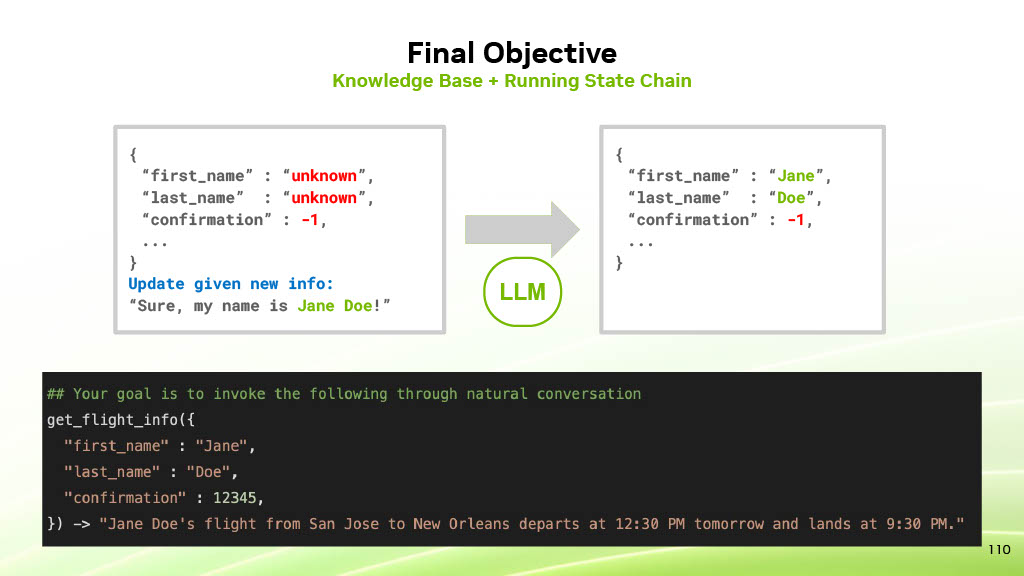 Final Objective
Knowledge Base + Running State Chain
{
“first_name” : “unknown”,
“last_name” : “unknown”,
“confirmation” : -1,
...
}
Update given new info:
“Sure, my name is Jane Doe!”
LLM
{
“first_name” : “Jane”,
“last_name” : “Doe”,
“confirmation” : -1,
...
}
## Your goal is to invoke the following through natural conversation
get_flight_info({
"first_name" : "Jane",
"last_name" : "Doe",
"confirmation" : 12345,
}) -> "Jane Doe's flight from San Jose to New Orleans departs at 12:30 PM tomorrow and lands at 9:30 PM."
110